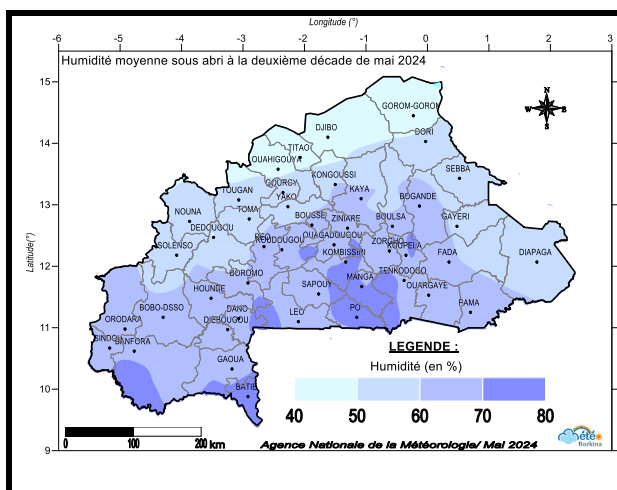 Longitude (°)
-6 -5 -4 -3 -2 -1 0 1 2 3
Humidité moyenne sous abri à la deuxième décade de mai 2024
15
14
13
12
11
10
9
Latitude(°)
N
W E
S
GOROM-GOROM
DJIBO
DORI
TITAO
OUAHIGOUYA
SEBBA
KONGOUSSI
GOURCY
TOUGAN
KAYA
YAKO
BOGANDE
NOUNA
TOMA
BOUSSE
ZINIARE
BOULSA
GAYERI
DEDOUGOU
REO
KOUDOUGOU
OUAGADOUGOU
ZORGHO
KOUPELA
SOLENSO
KOMBISSIRI
FADA
DIAPAGA
BOROMO
MANGA
TENKODOGO
HOUNDE
SAPOUY
OUARGAYE
BOBO-DSSO
DANO
LEO
PO
PAMA
ORODARA
DIEBOUGOU
SINDOU
BANFORA
GAOUA
BATIE
LEGENDE :
Humidité (en %)
40 50 60 70 80
0 100 200 km
Agence Nationale de la Météorologie/ Mai 2024
météo
Burkina